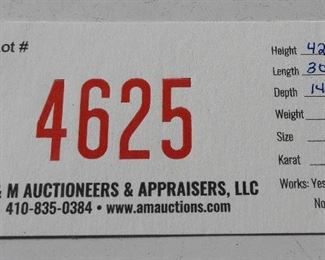 Lot #
4625
& M AUCTIONEERS & APPRAISERS, LLC
410-835-0384 • www.amauctions.com
Height 42
Length 30
Depth 14
Weight
Size
Karat
Works: Yes
No